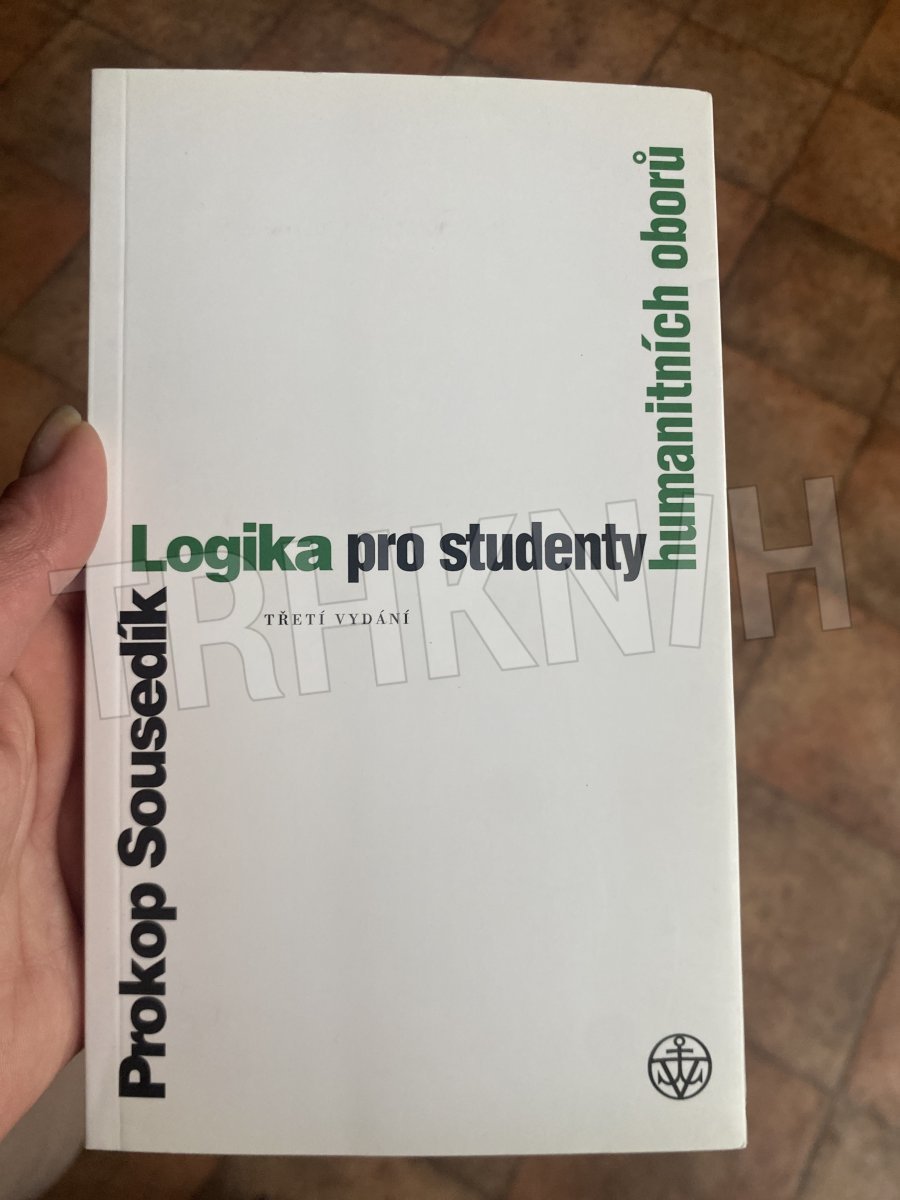 Prokop Sousedík
Logika pro studenty
humanitních oborů
TŘETÍ VYDÁNÍ
TRHKNIH